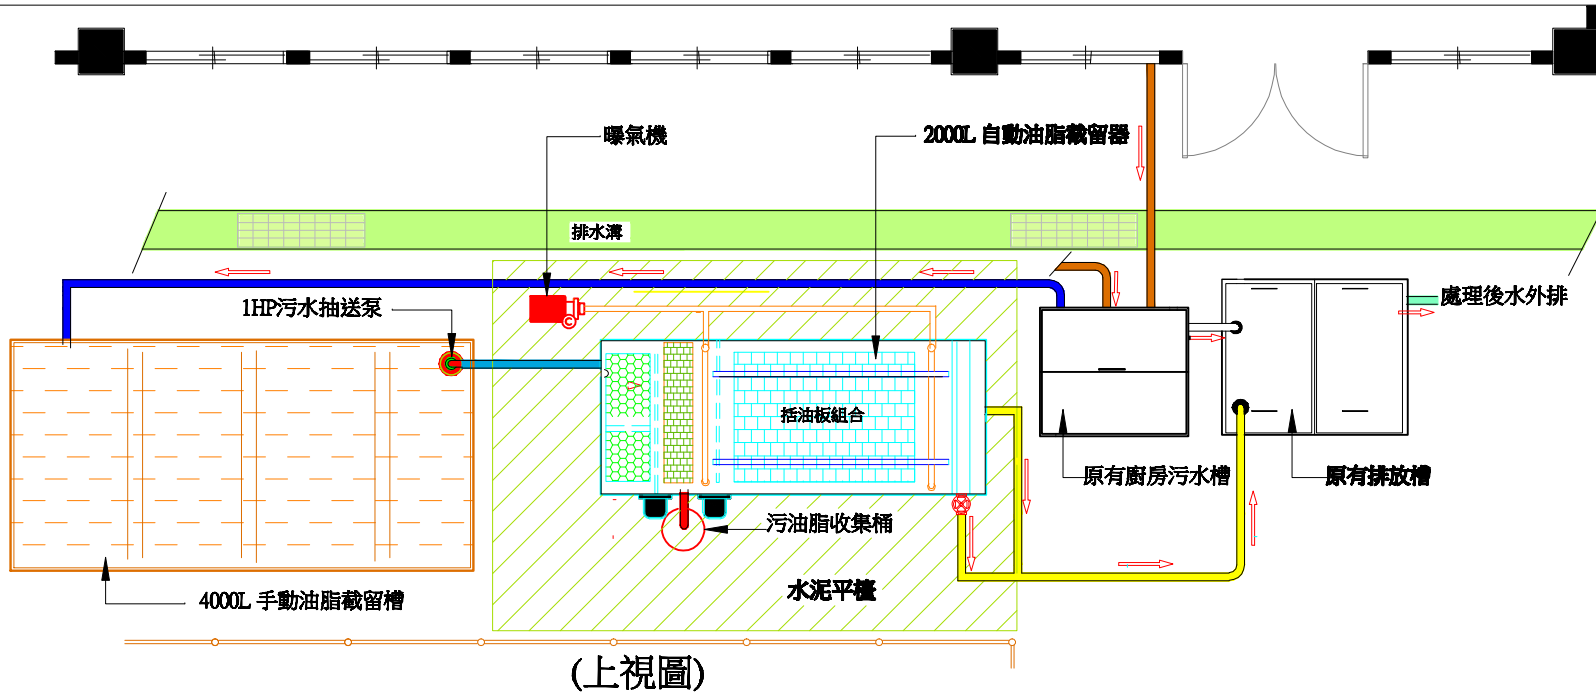 曝氣機
2000L 自動油脂截留器
排水溝
1HP污水抽送泵
處理後水外排
括油板組合
原有廚房污水槽
原有排放槽
污油脂收集桶
水泥平檯
4000L 手動油脂截留槽
(上視圖)